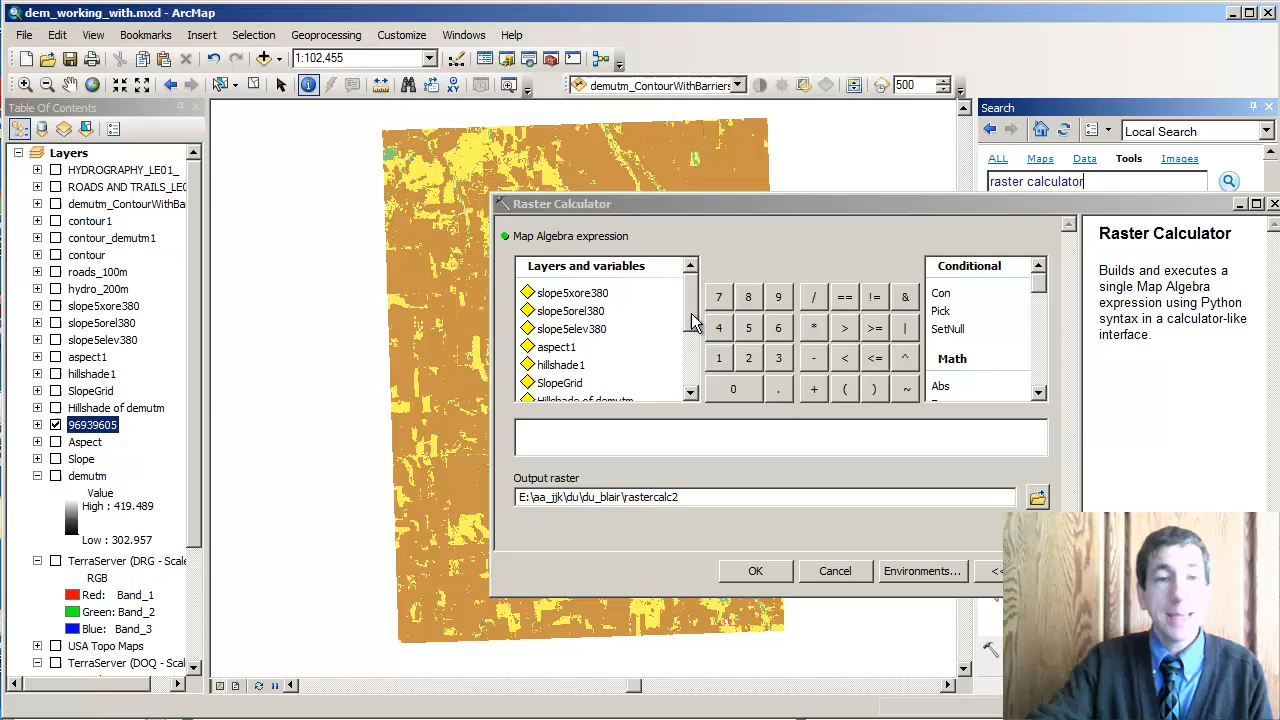 dem_working_with.mxd - ArcMap
File Edit View Bookmarks Insert Selection Geoprocessing Customize Windows Help
1:102,455
demutm_ContourWithBarriers
500
Table Of Contents
Layers
HYDROGRAPHY_LE01_
ROADS AND TRAILS_LE0
demutm_ContourWithBa
contour1
contour_demutm1
contour
roads_100m
hydro_200m
slope5xore380
slope5orel380
slope5elev380
aspect1
hillshade1
SlopeGrid
Hillshade of demutm
96939605
Aspect
Slope
demutm
Value
High : 419.489
Low : 302.957
TerraServer (DRG - Scale
RGB
Red: Band_1
Green: Band_2
Blue: Band_3
USA Topo Maps
TerraServer (DOQ - Scale
Search
Local Search
ALL Maps Data Tools Images
raster calculator
Raster Calculator
Map Algebra expression
Layers and variables
slope5xore380
slope5orel380
slope5elev380
aspect1
hillshade1
SlopeGrid
Hillshade of demutm
7 8 9 / == != &
4 5 6 * > >= |
1 2 3 - < <= ^
0 . + ( ) ~
Conditional
Con
Pick
SetNull
Math
Abs
Output raster
E:\aa_jjk\du\du_blair\rastercalc2
OK Cancel Environments... <<
Raster Calculator
Builds and executes a
single Map Algebra
expression using Python
syntax in a calculator-like
interface.